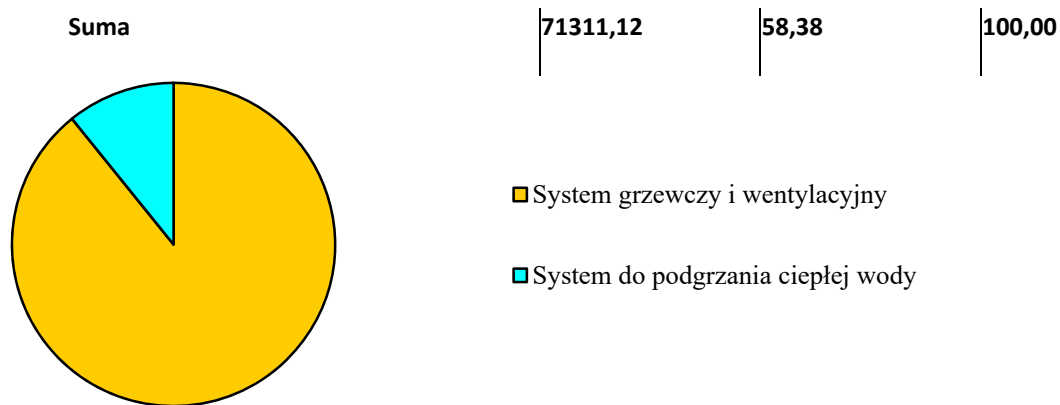 Suma 71311,12 58,38 100,00
System grzewczy i wentylacyjny
System do podgrzania ciepłej wody